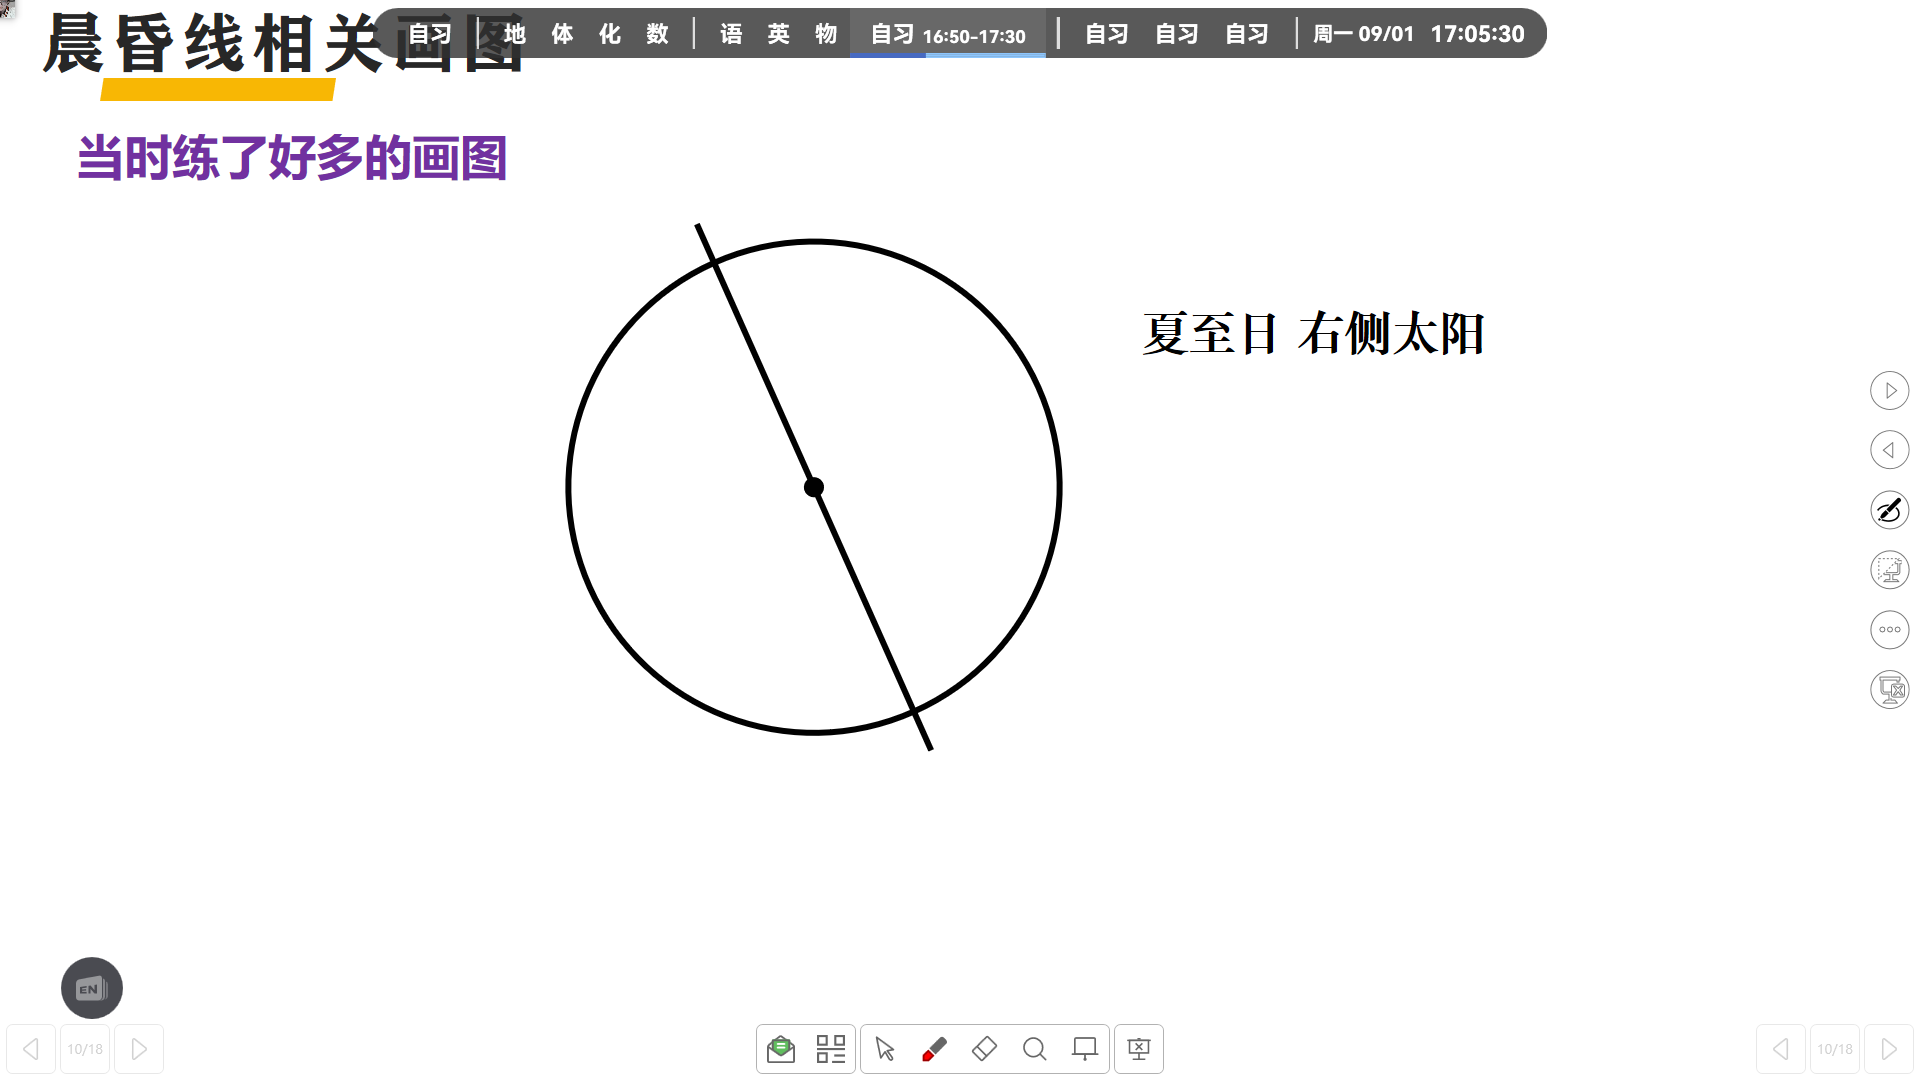 晨昏线相关画图
自习 地 体 化 数 语 英 物 自习 16:50-17:30 自习 自习 自习 周一 09/01 17:05:30
当时练了好多的画图
夏至日 右侧太阳
EN
10/18
10/18